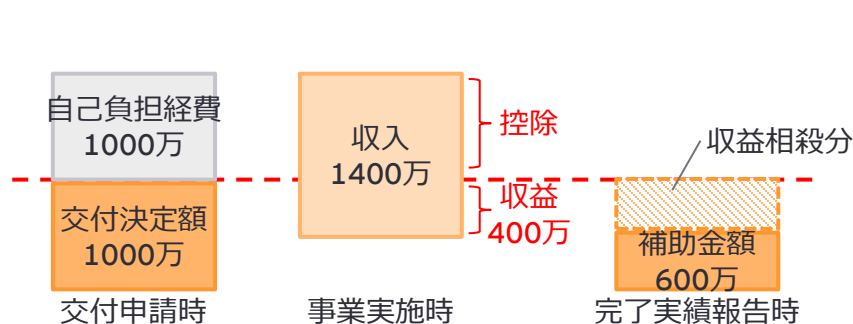 自己負担経費
1000万
交付決定額
1000万
交付申請時
収入
1400万
控除
収益
400万
事業実施時
収益相殺分
補助金額
600万
完了実績報告時